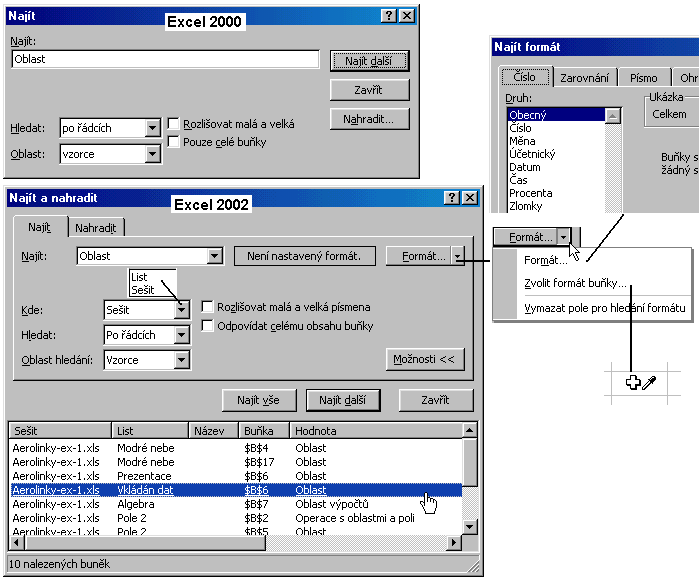 Najít
Excel 2000
Najít:
Oblast
Najít další
Zavřít
Nahradit...
Hledat:
po řádcích
Rozlišovat malá a velká
Pouze celé buňky
Oblast:
vzorce
Najít formát
Číslo
Zarovnání
Písmo
Ohr
Druh:
Obecný
Číslo
Měna
Účetnický
Datum
Čas
Procenta
Zlomky
Ukázka
Celkem
Buňky s
žádný s
Najít a nahradit
Excel 2002
Najít
Nahradit
Najít:
Oblast
Není nastavený formát.
Formát...
List
Sešit
Kde:
Sešit
Rozlišovat malá a velká písmena
Odpovídat celému obsahu buňky
Hledat:
Po řádcích
Oblast hledání:
Vzorce
Možnosti <<
Najít vše
Najít další
Zavřít
Sešit List Název Buňka Hodnota
Aerolinky-ex-1.xls Modré nebe $B$4 Oblast
Aerolinky-ex-1.xls Modré nebe $B$17 Oblast
Aerolinky-ex-1.xls Prezentace $B$6 Oblast
Aerolinky-ex-1.xls Vkládán dat $B$6 Oblast
Aerolinky-ex-1.xls Algebra $B$7 Oblast výpočtů
Aerolinky-ex-1.xls Pole 2 $B$2 Operace s oblastmi a poli
Aerolinky-ex-1.xls Pole 2 $B$5 Oblast
10 nalezených buněk
Formát...
Formát...
Zvolit formát buňky...
Vymazat pole pro hledání formátu